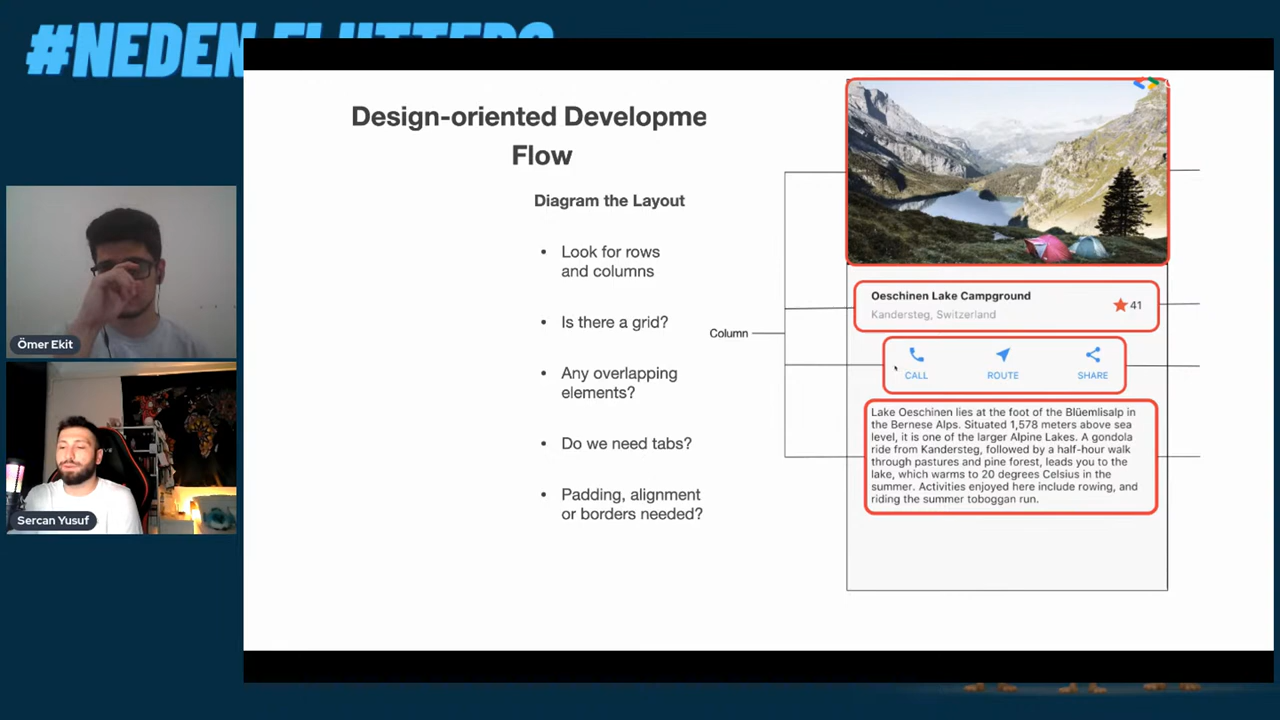 Design-oriented Developme
Flow
Diagram the Layout
• Look for rows
and columns
• Is there a grid?
• Any overlapping
elements?
• Do we need tabs?
• Padding, alignment
or borders needed?
Column
Oeschinen Lake Campground
Kandersteg, Switzerland
41
CALL
ROUTE
SHARE
Lake Oeschinen lies at the foot of the Blüemlisalp in
the Bernese Alps. Situated 1,578 meters above sea
level, it is one of the larger Alpine Lakes. A gondola
ride from Kandersteg, followed by a half-hour walk
through pastures and pine forest, leads you to the
lake, which warms to 20 degrees Celsius in the
summer. Activities enjoyed here include rowing, and
riding the summer toboggan run.
Ömer Ekit
Sercan Yusuf